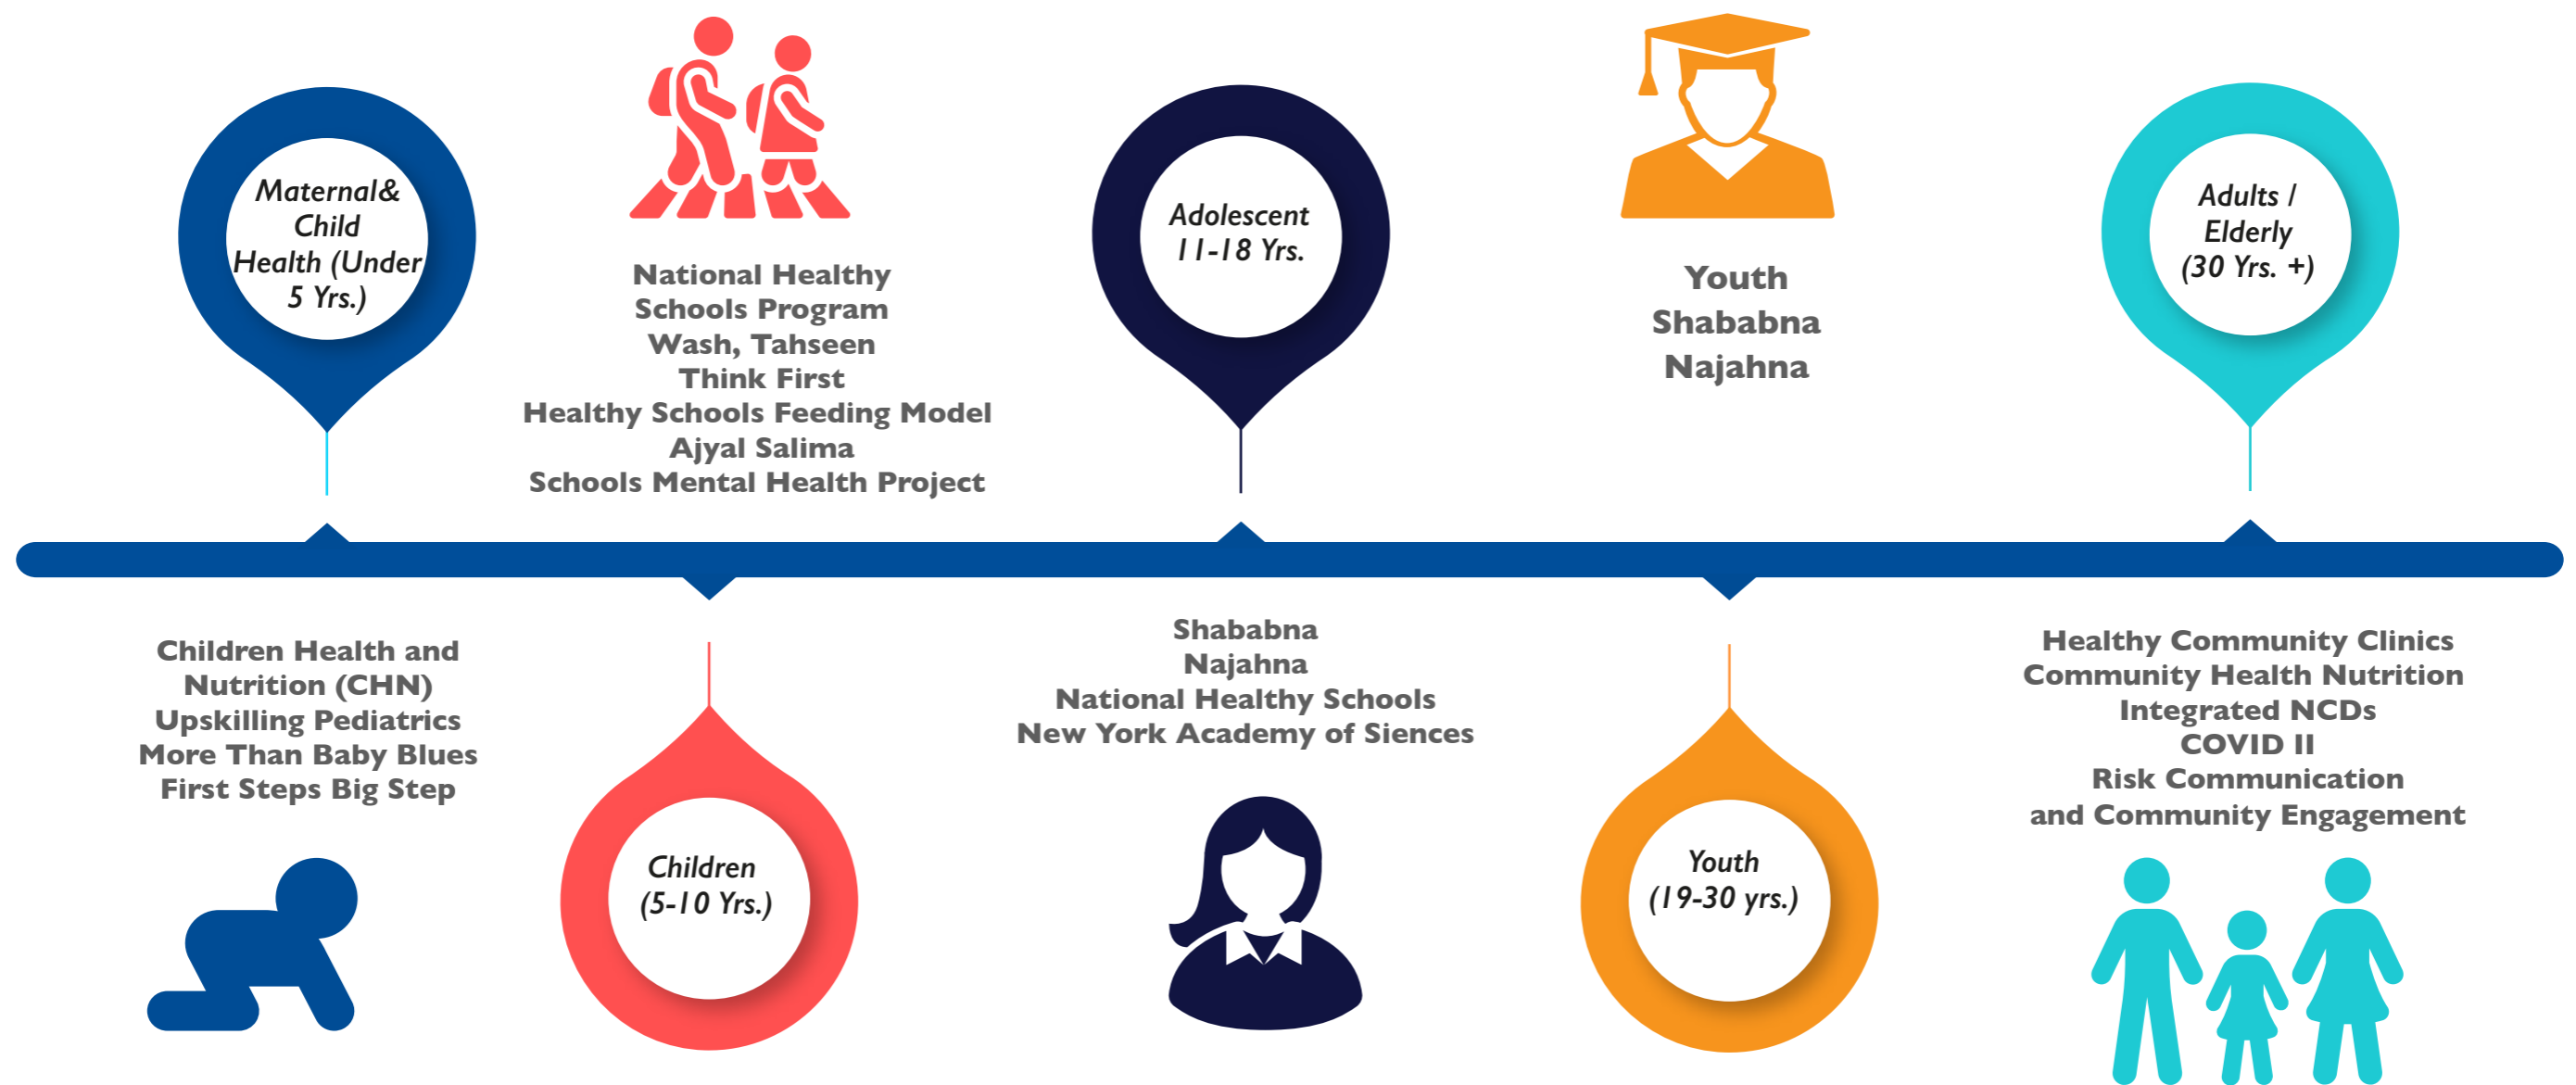 Maternal&
Child
Health (Under
5 Yrs.)
National Healthy
Schools Program
Wash, Tahseen
Think First
Healthy Schools Feeding Model
Ajyal Salima
Schools Mental Health Project
Adolescent
11-18 Yrs.
Youth
Shababna
Najahna
Adults /
Elderly
(30 Yrs. +)
Children Health and
Nutrition (CHN)
Upskilling Pediatrics
More Than Baby Blues
First Steps Big Step
Children
(5-10 Yrs.)
Shababna
Najahna
National Healthy Schools
New York Academy of Siences
Youth
(19-30 yrs.)
Healthy Community Clinics
Community Health Nutrition
Integrated NCDs
COVID II
Risk Communication
and Community Engagement